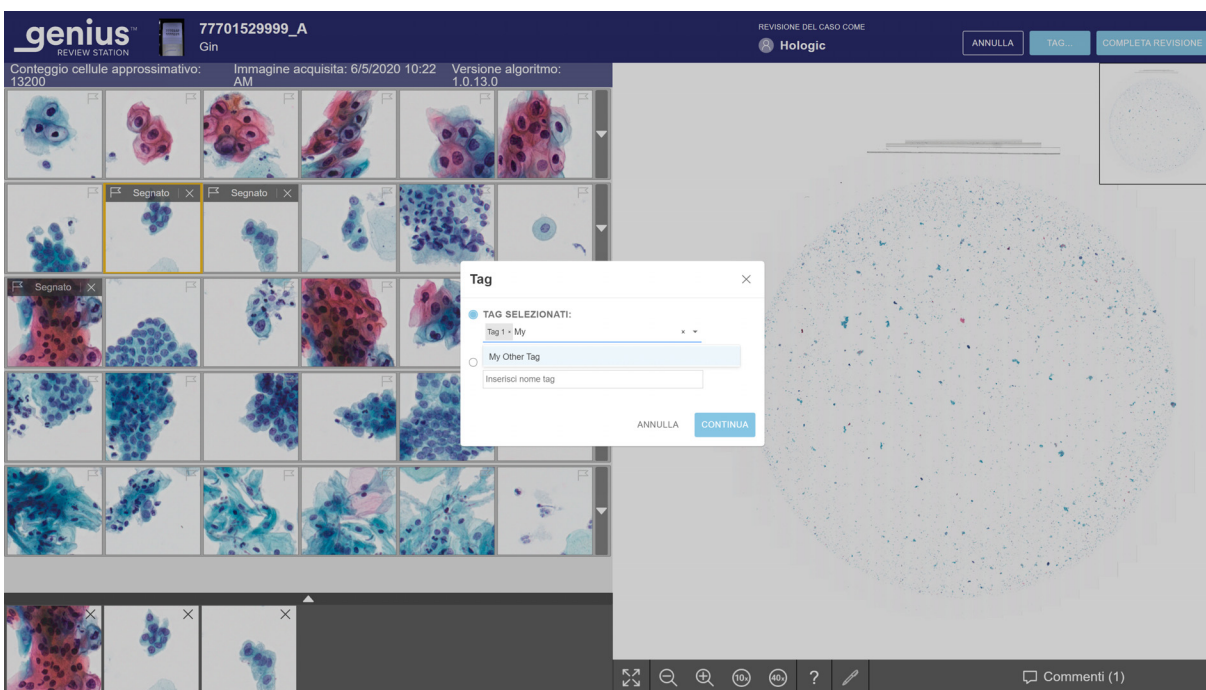 genius™
REVIEW STATION
77701529999_A
Gin
REVISIONE DEL CASO COME
Hologic
ANNULLA
TAG...
COMPLETA REVISIONE
Conteggio cellule approssimativo:
13200
Immagine acquisita: 6/5/2020 10:22
AM
Versione algoritmo:
1.0.13.0
Segnato
Segnato
Segnato
Tag
TAG SELEZIONATI:
Tag 1 × My
My Other Tag
Inserisci nome tag
ANNULLA
CONTINUA
10x
40x
?
Commenti (1)